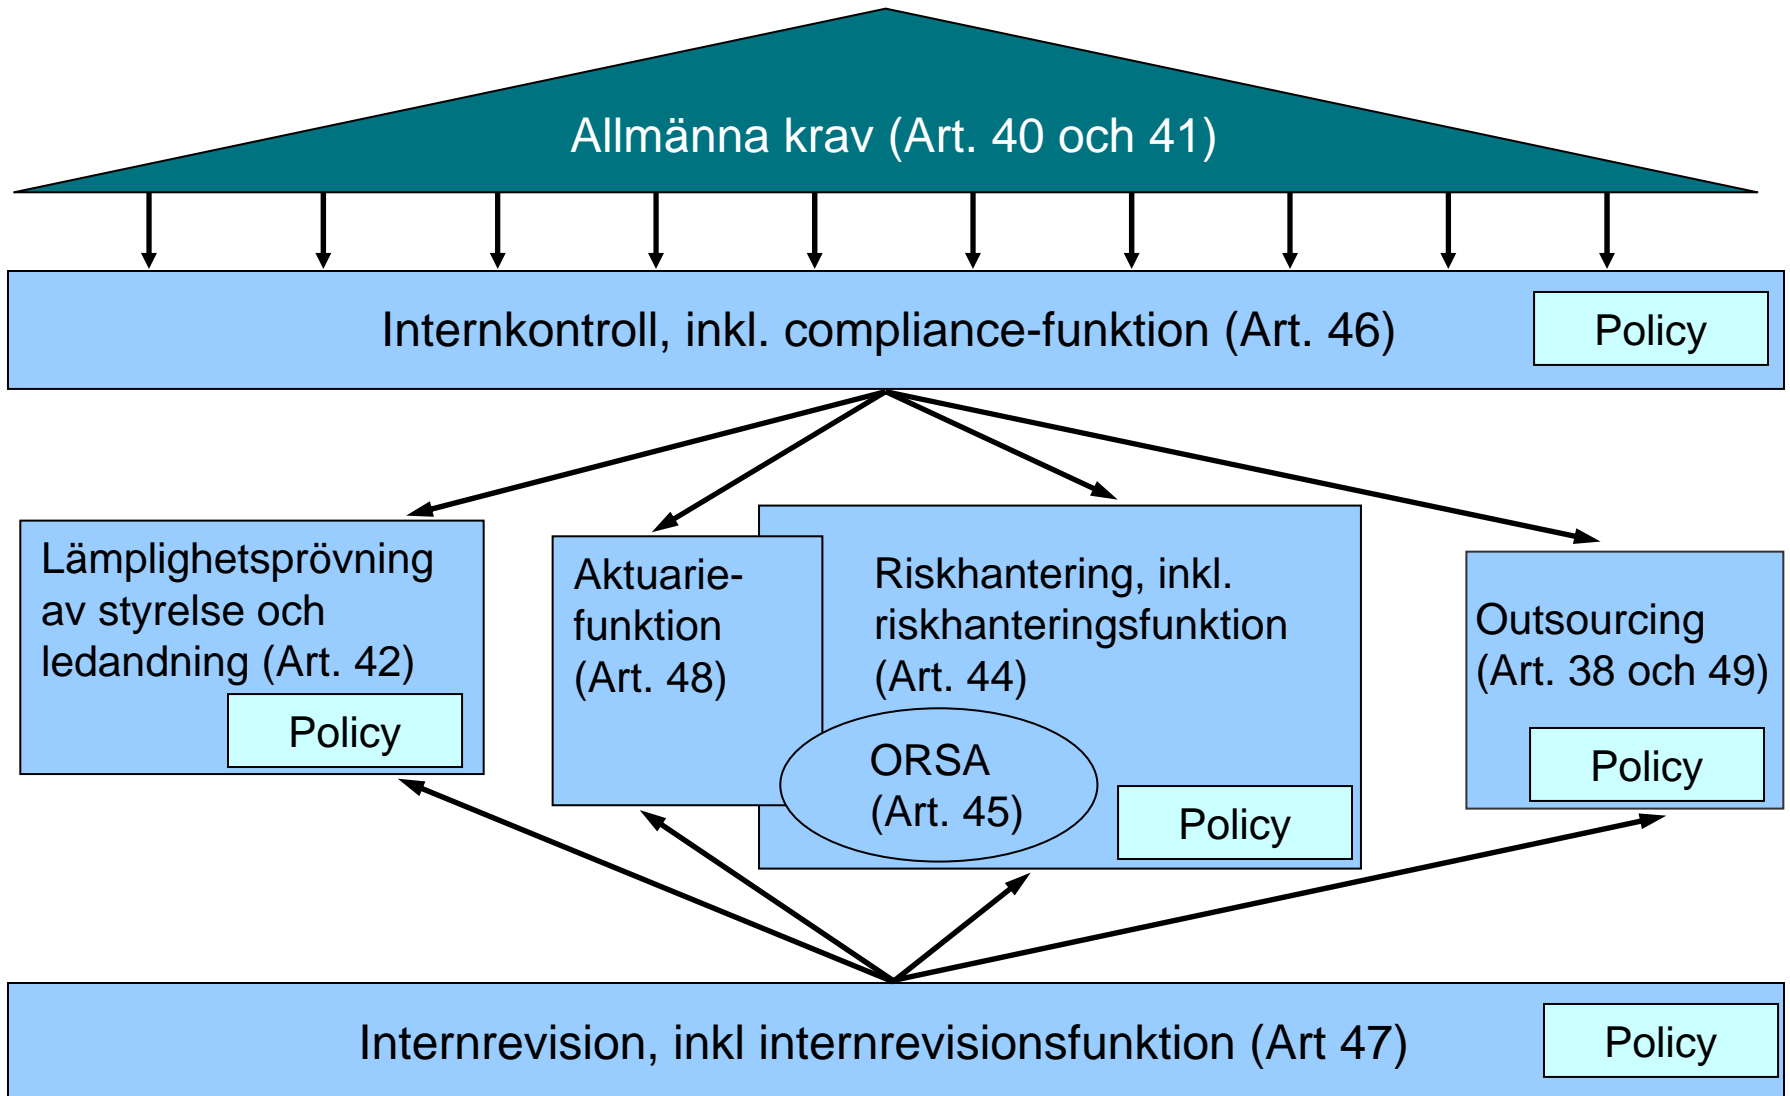 Allmänna krav (Art. 40 och 41)
Internkontroll, inkl. compliance-funktion (Art. 46)
Policy
Lämplighetsprövning
av styrelse och
ledandning (Art. 42)
Policy
Aktuarie-
funktion
(Art. 48)
Riskhantering, inkl.
riskhanteringsfunktion
(Art. 44)
ORSA
(Art. 45)
Policy
Outsourcing
(Art. 38 och 49)
Policy
Internrevision, inkl internrevisionsfunktion (Art 47)
Policy